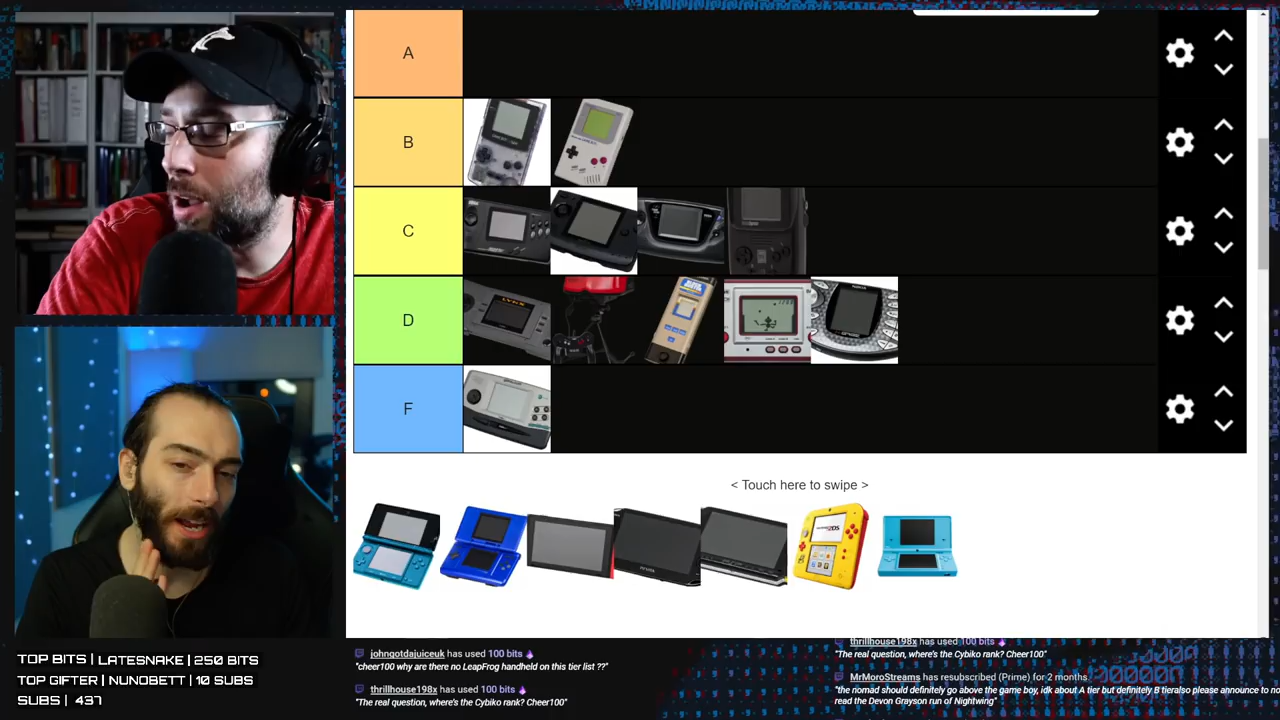 A
B
C
D
F
< Touch here to swipe >
TOP BITS | LATESNAKE | 250 BITS
TOP GIFTER | NUNOBETT | 10 SUBS
SUBS | 437
johngotdajuiceuk has used 100 bits
"cheer100 why are there no LeapFrog handheld on this tier list ??"
thrillhouse198x has used 100 bits
"The real question, where's the Cybiko rank? Cheer100"
thrillhouse198x has used 100 bits
"The real question, where's the Cybiko rank? Cheer100"
MrMoroStreams has resubscribed (Prime) for 2 months.
"the nomad should definitely go above the game boy, idk about A tier but definitely B tieralso please announce to no
read the Devon Grayson run of Nightwing"